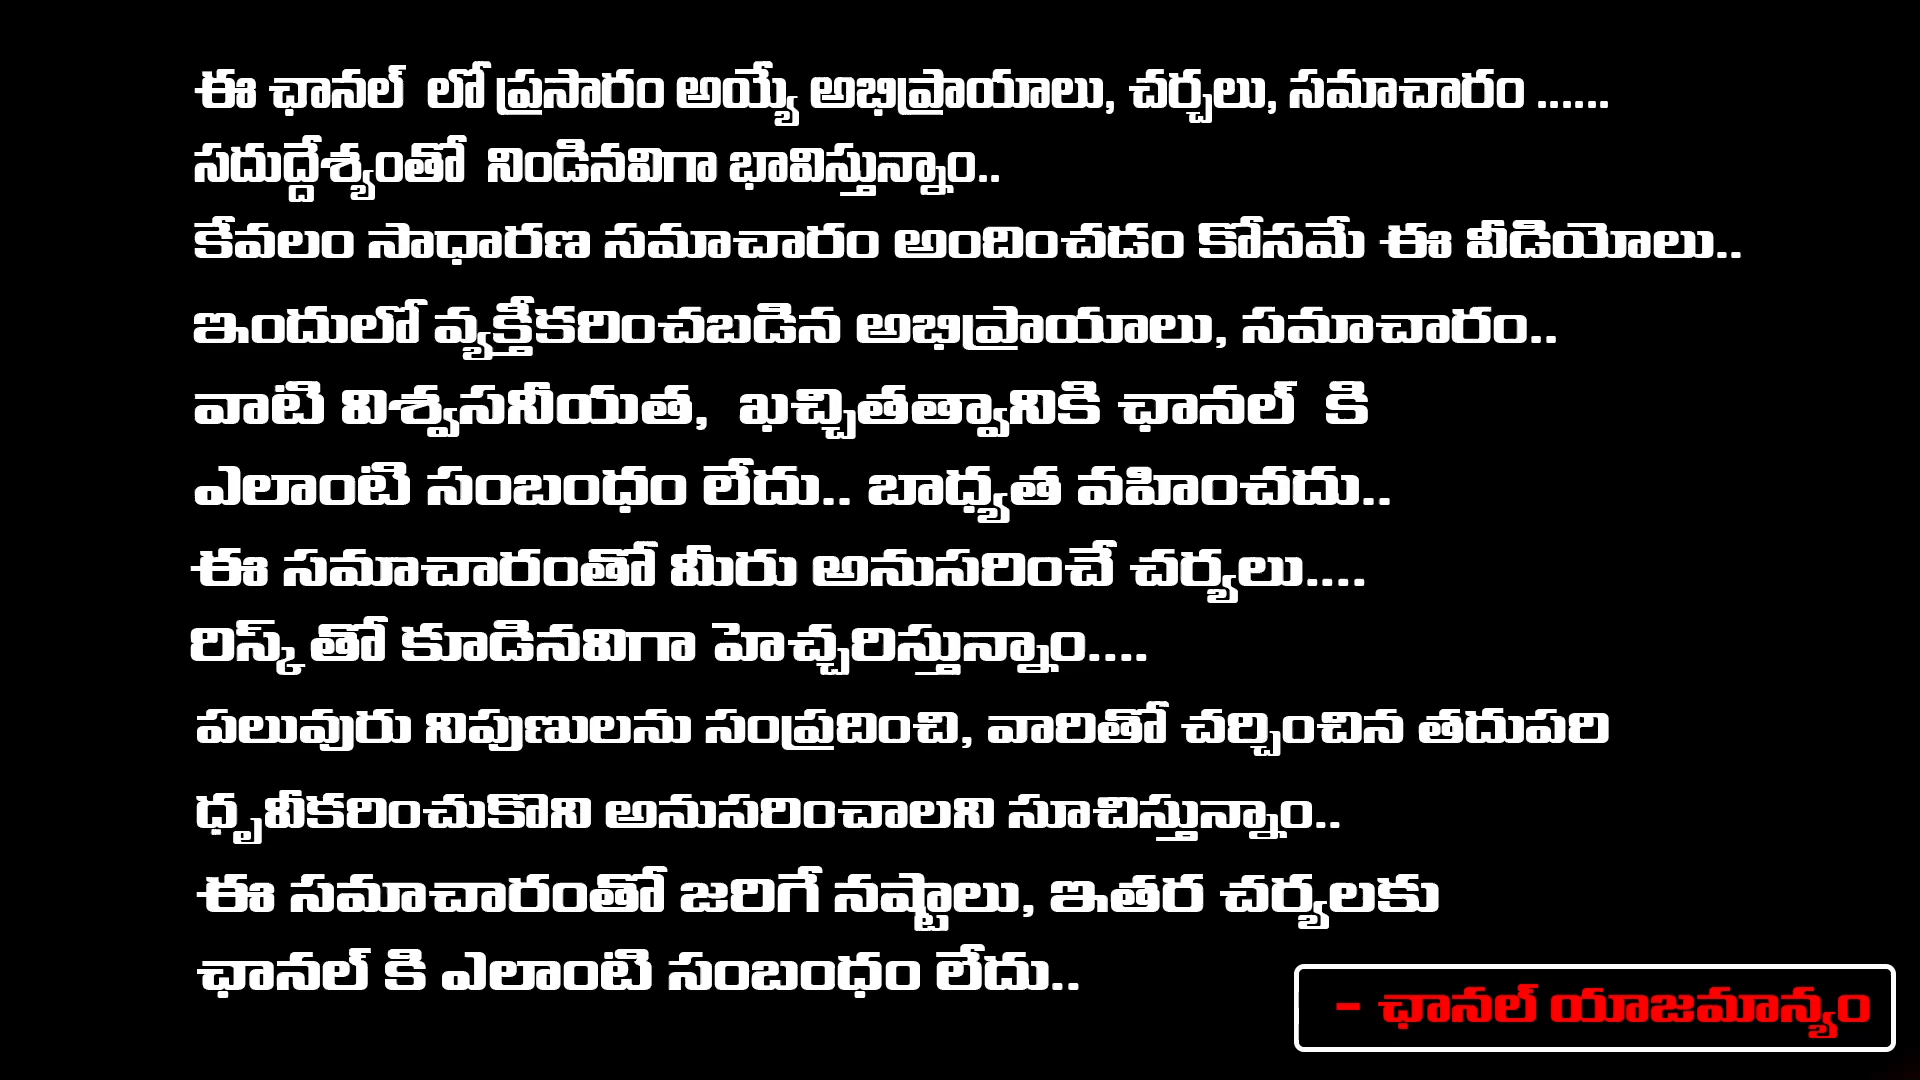 ఈ ఛానల్ లో ప్రసారం అయ్యే అభిప్రాయాలు, చర్చలు, సమాచారం ......
సదుద్దేశ్యంతో నిండినవిగా భావిస్తున్నాం..
కేవలం సాధారణ సమాచారం అందించడం కోసమే ఈ వీడియోలు..
ఇందులో వ్యక్తీకరించబడిన అభిప్రాయాలు, సమాచారం..
వాటి విశ్వసనీయత, ఖచ్చితత్వానికి ఛానల్ కి
ఎలాంటి సంబంధం లేదు.. బాధ్యత వహించదు..
ఈ సమాచారంతో మీరు అనుసరించే చర్యలు....
రిస్క్ తో కూడినవిగా హెచ్చరిస్తున్నాం....
పలువురు నిపుణులను సంప్రదించి, వారితో చర్చించిన తదుపరి
ధృవీకరించుకొని అనుసరించాలని సూచిస్తున్నాం..
ఈ సమాచారంతో జరిగే నష్టాలు, ఇతర చర్యలకు
ఛానల్ కి ఎలాంటి సంబంధం లేదు..
- ఛానల్ యాజమాన్యం